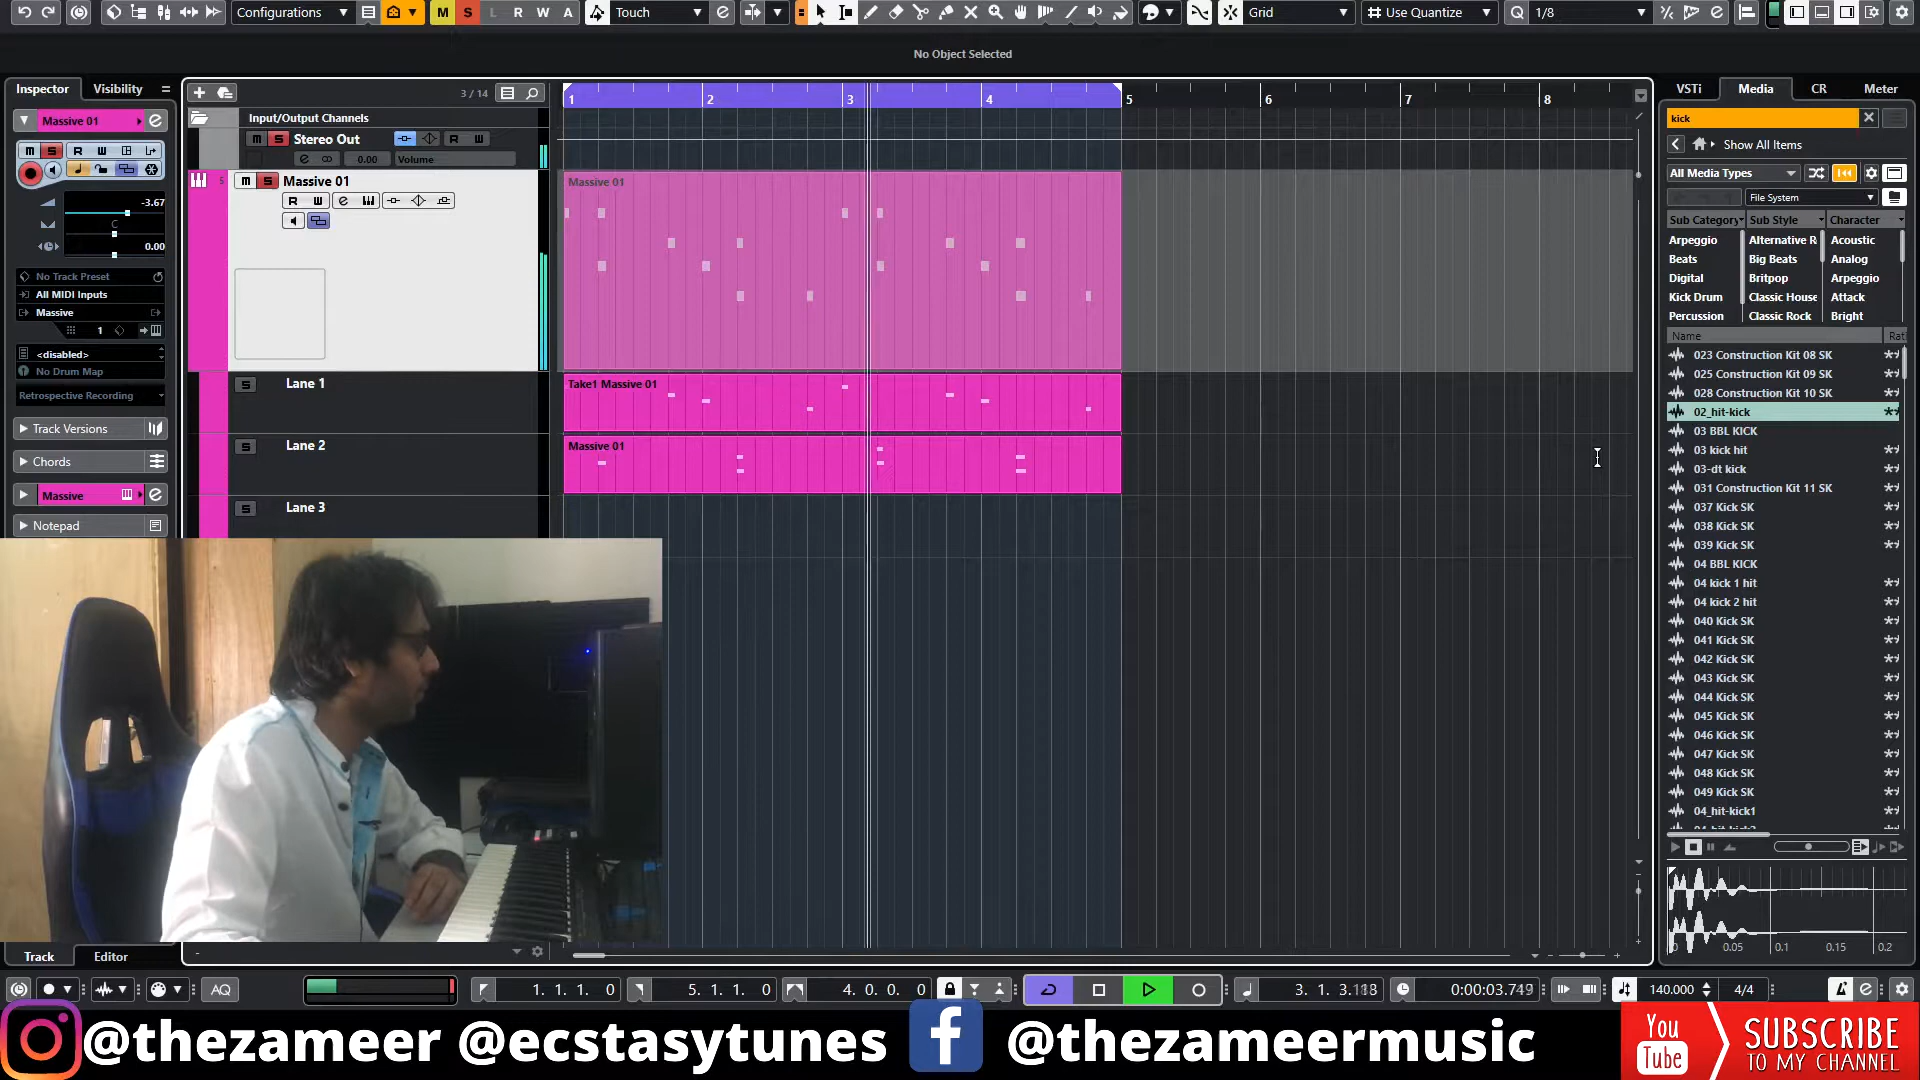 Configurations
M S L R W A
Touch
Grid
Use Quantize
Q 1/8
No Object Selected
Inspector Visibility
3 / 14
1 2 3 4 5 6 7 8
VSTi Media CR Meter
Massive 01
Input/Output Channels
M S Stereo Out R W
0.00 Volume
kick
Show All Items
M S R W
M S Massive 01
R W
Massive 01
All Media Types
File System
-3.67
C
0.00
Sub Category Sub Style Character
Arpeggio Alternative R Acoustic
Beats Big Beats Analog
Digital Britpop Arpeggio
Kick Drum Classic House Attack
Percussion Classic Rock Bright
No Track Preset
All MIDI Inputs
Massive
1
<disabled>
No Drum Map
Retrospective Recording
Track Versions
Chords
Massive
Notepad
S Lane 1
Take1 Massive 01
S Lane 2
Massive 01
S Lane 3
Name Rati
023 Construction Kit 08 SK
025 Construction Kit 09 SK
028 Construction Kit 10 SK
02_hit-kick
03 BBL KICK
03 kick hit
03-dt kick
031 Construction Kit 11 SK
037 Kick SK
038 Kick SK
039 Kick SK
04 BBL KICK
04 kick 1 hit
04 kick 2 hit
040 Kick SK
041 Kick SK
042 Kick SK
043 Kick SK
044 Kick SK
045 Kick SK
046 Kick SK
047 Kick SK
048 Kick SK
049 Kick SK
04_hit-kick1
0.05 0.1 0.15 0.2
Track Editor
AQ
1. 1. 1. 0
5. 1. 1. 0
4. 0. 0. 0
3. 1. 3.118
0:00:03.749
140.000
4/4
@thezameer @ecstasytunes
f @thezameermusic
You Tube
SUBSCRIBE
TO MY CHANNEL